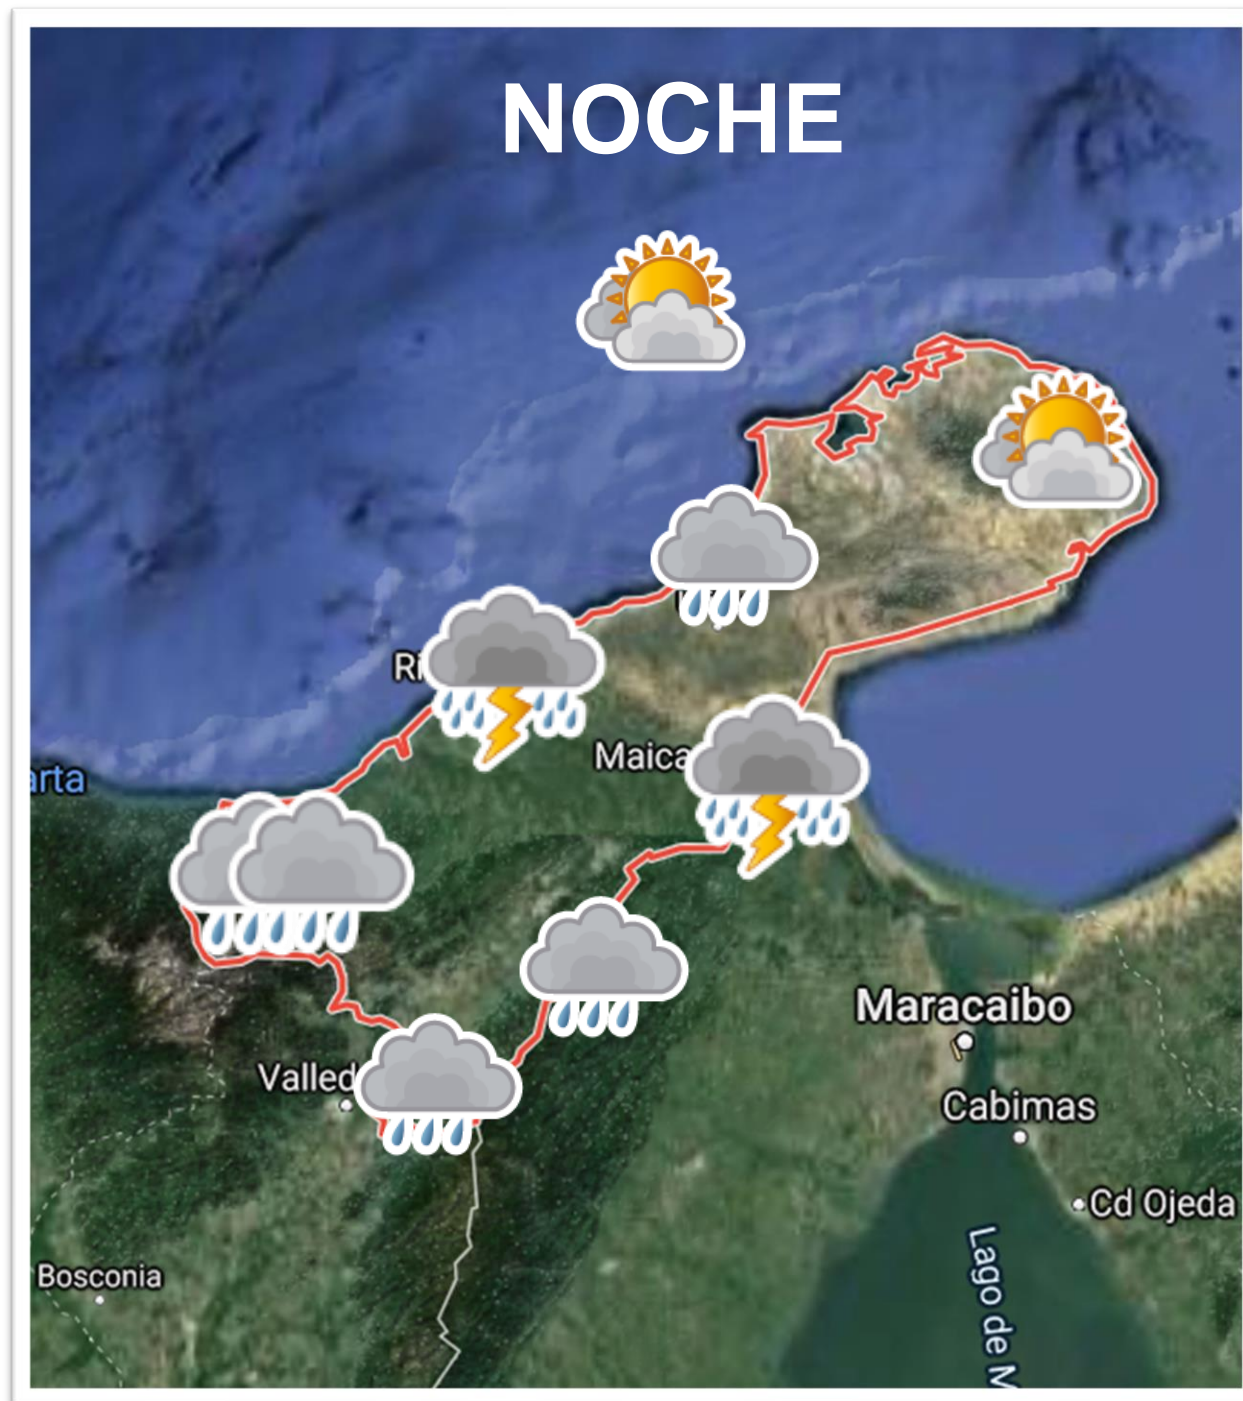 NOCHE
Ri
Maica
arta
Maracaibo
Valled
Cabimas
Cd Ojeda
Lago de M
Bosconia